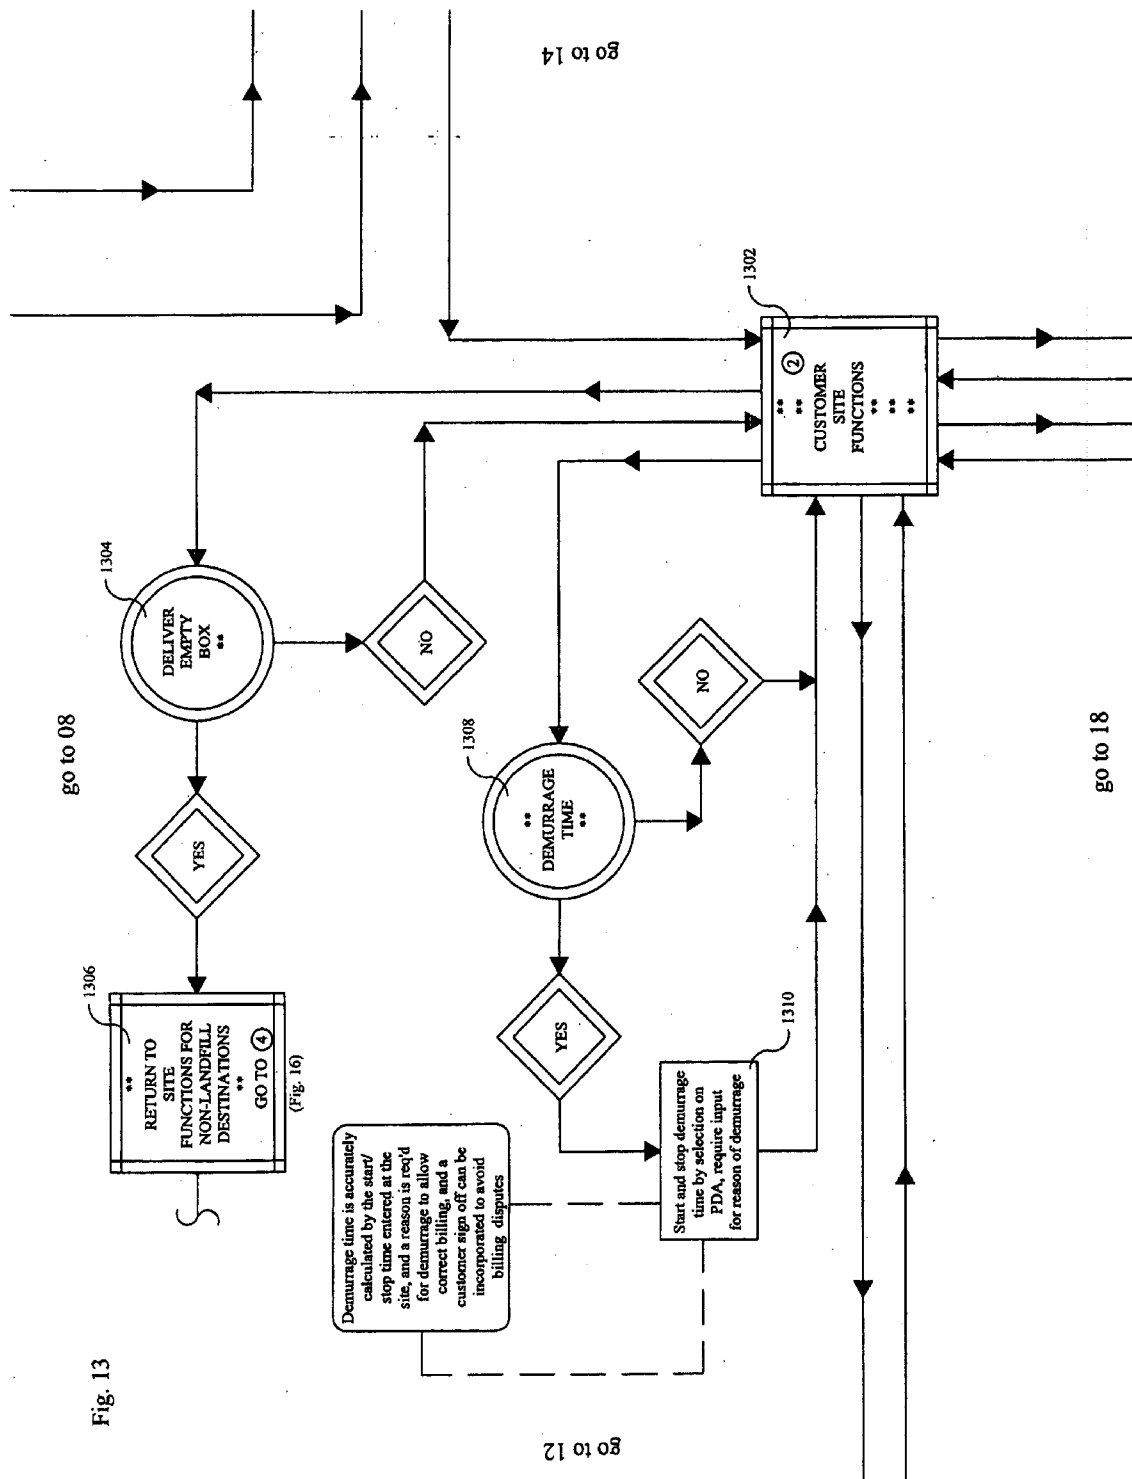 Fig. 13
go to 08
go to 12
go to 14
go to 18
1306
**
RETURN TO
SITE
FUNCTIONS FOR
NON-LANDFILL
DESTINATIONS
**
GO TO 4
(Fig. 16)
YES
1304
DELIVER
EMPTY
BOX
**
NO
Demurrage time is accurately
calculated by the start/
stop time entered at the
site, and a reason is req'd
for demurrage to allow
correct billing, and a
customer sign off can be
incorporated to avoid
billing disputes
YES
1308
**
DEMURRAGE
TIME
**
NO
1310
Start and stop demurrage
time by selection on
PDA, require input
for reason of demurrage
1302
**
** 2
CUSTOMER
SITE
FUNCTIONS
**
**
**